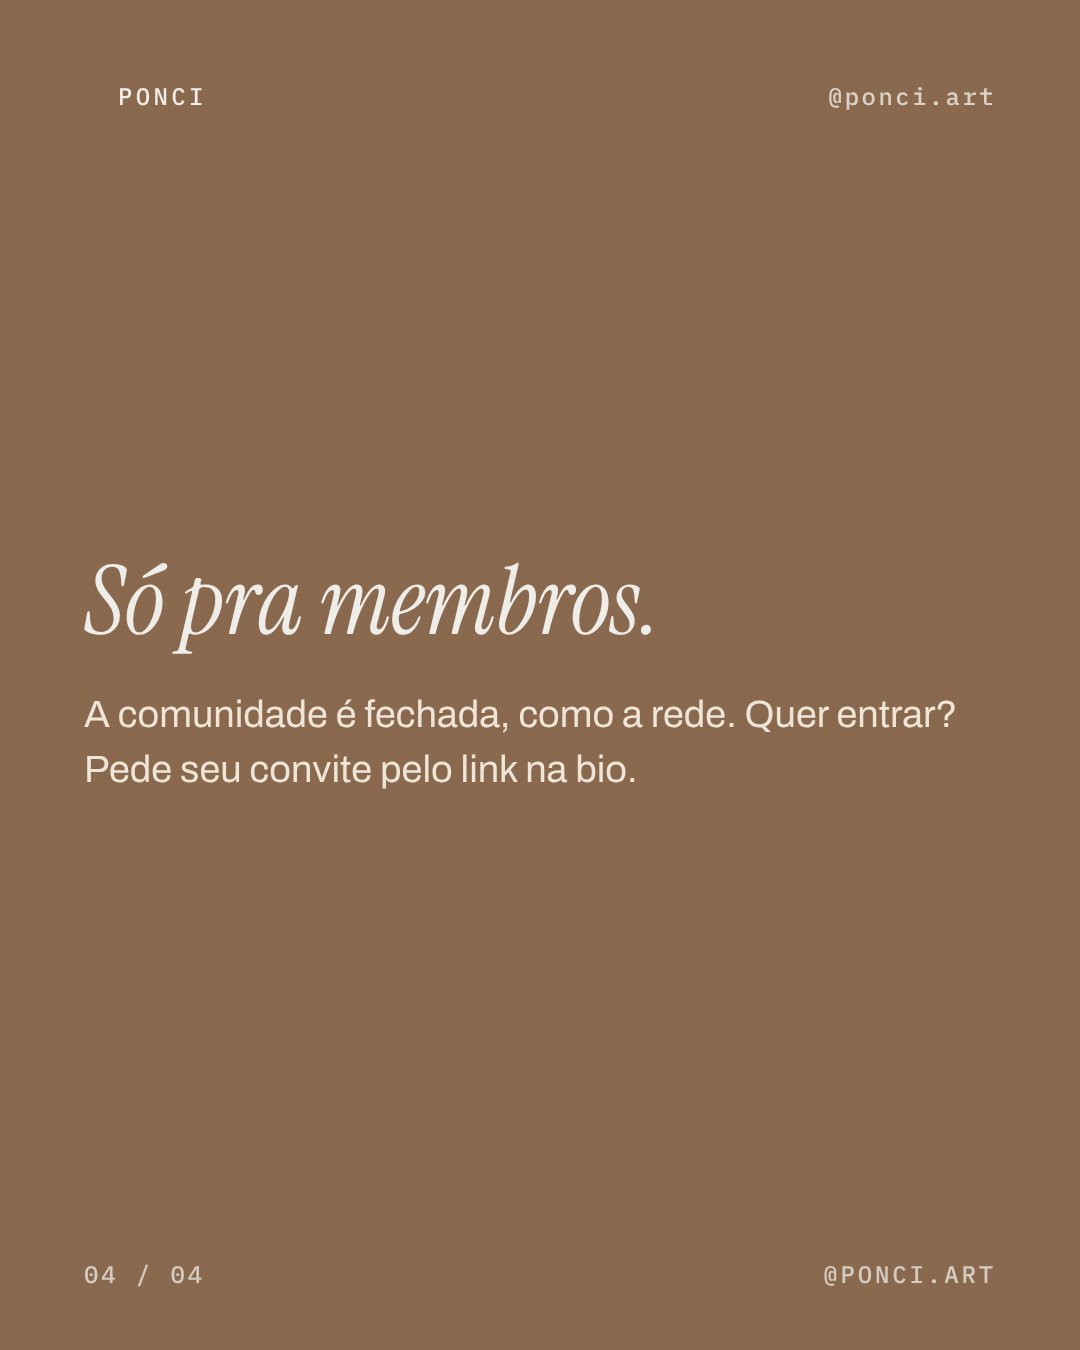 PONCI
@ponci.art
Só pra membros.
A comunidade é fechada, como a rede. Quer entrar?
Pede seu convite pelo link na bio.
04 / 04
@PONCI.ART